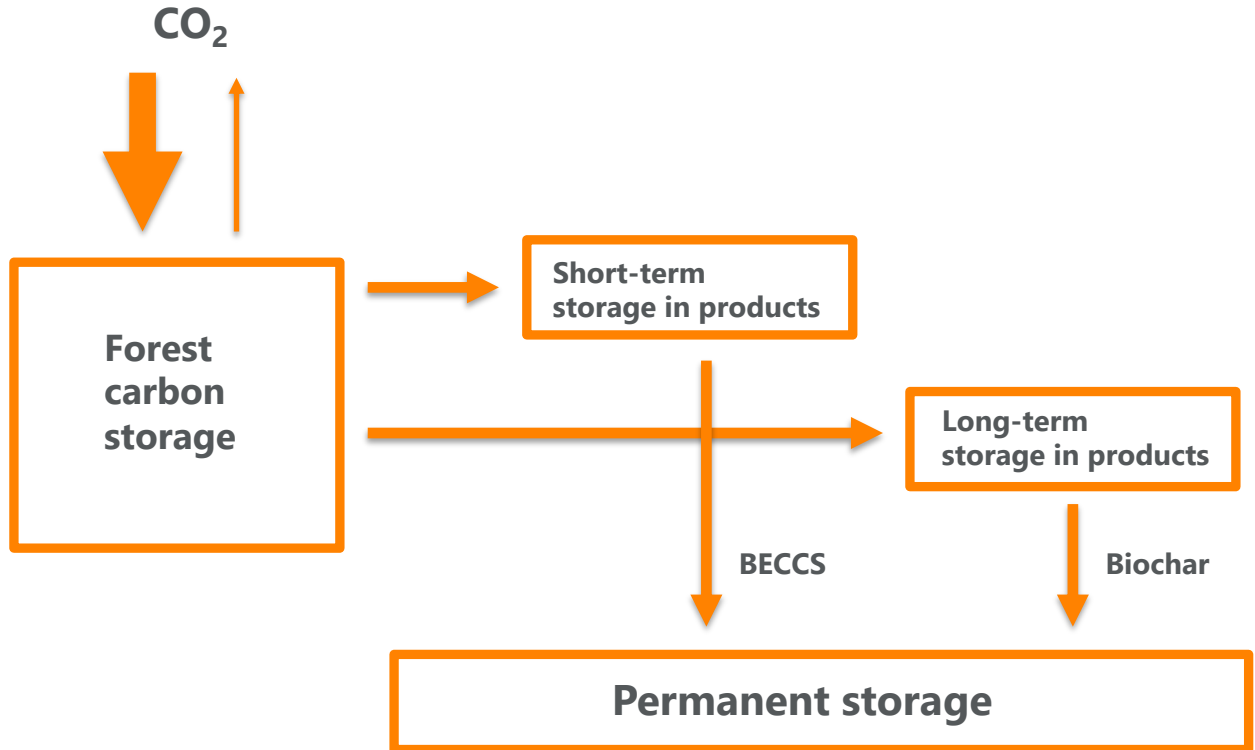 CO₂
Short-term
storage in products
Forest
carbon
storage
Long-term
storage in products
BECCS
Biochar
Permanent storage